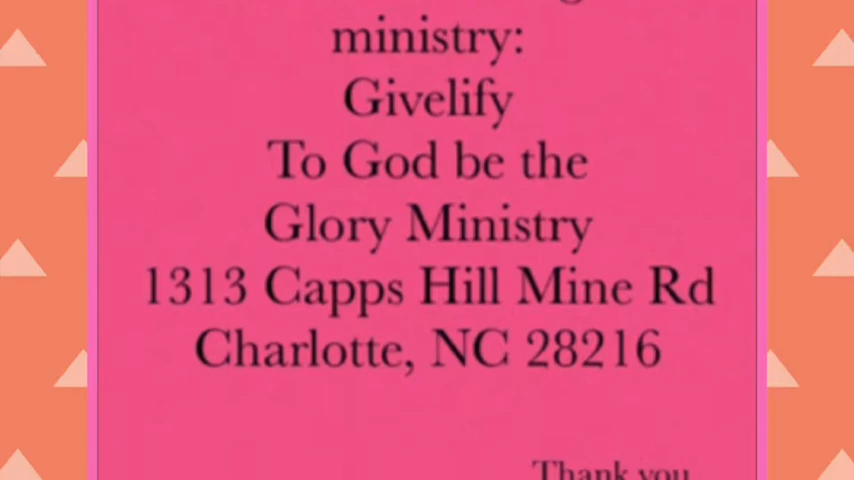 ministry:
Givelify
To God be the
Glory Ministry
1313 Capps Hill Mine Rd
Charlotte, NC 28216
Thank you